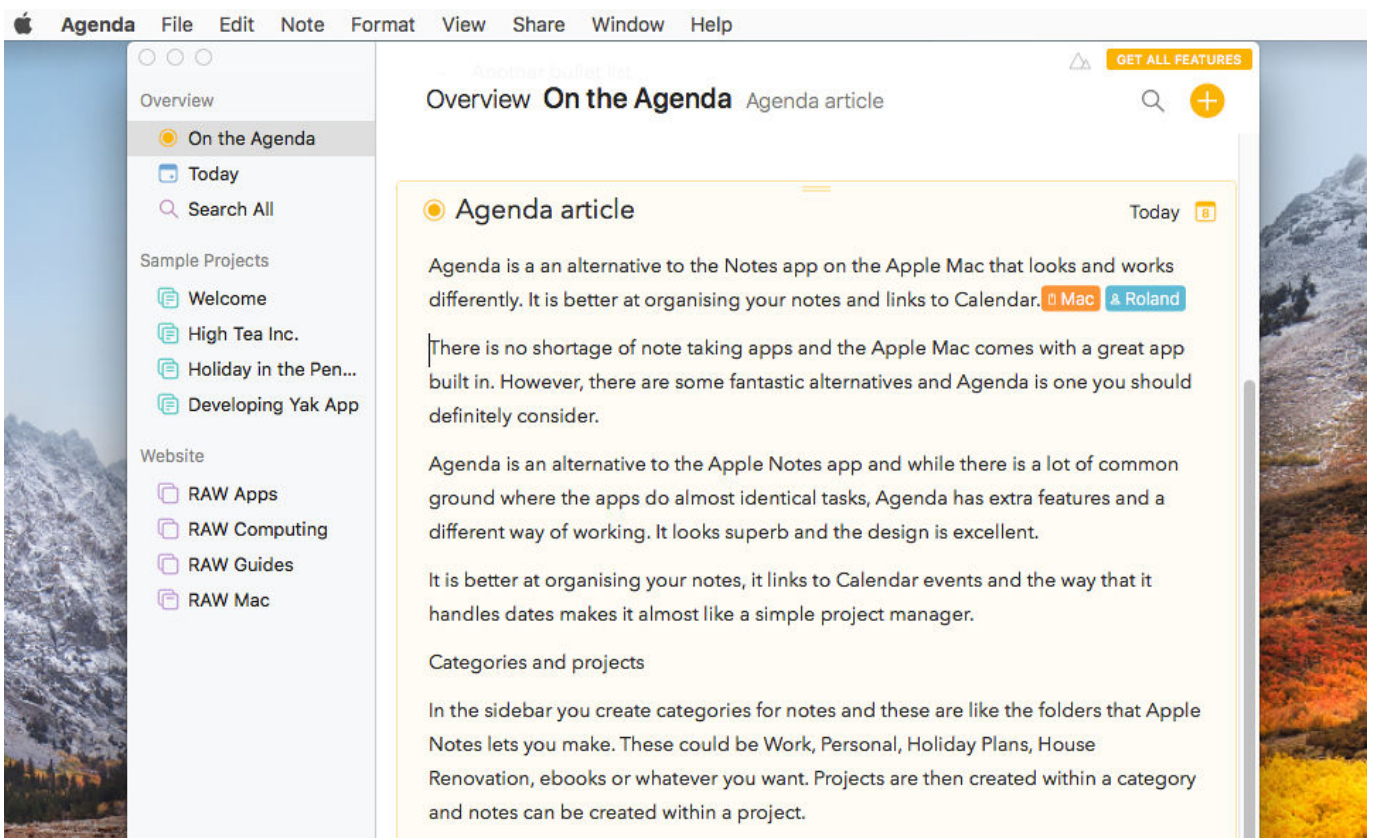 Agenda File Edit Note Format View Share Window Help
GET ALL FEATURES
Another bullet list
Overview On the Agenda Agenda article
Overview
On the Agenda
Today
Search All
Sample Projects
Welcome
High Tea Inc.
Holiday in the Pen...
Developing Yak App
Website
RAW Apps
RAW Computing
RAW Guides
RAW Mac
Agenda article
Today 8
Agenda is a an alternative to the Notes app on the Apple Mac that looks and works
differently. It is better at organising your notes and links to Calendar. Mac Roland
There is no shortage of note taking apps and the Apple Mac comes with a great app
built in. However, there are some fantastic alternatives and Agenda is one you should
definitely consider.
Agenda is an alternative to the Apple Notes app and while there is a lot of common
ground where the apps do almost identical tasks, Agenda has extra features and a
different way of working. It looks superb and the design is excellent.
It is better at organising your notes, it links to Calendar events and the way that it
handles dates makes it almost like a simple project manager.
Categories and projects
In the sidebar you create categories for notes and these are like the folders that Apple
Notes lets you make. These could be Work, Personal, Holiday Plans, House
Renovation, ebooks or whatever you want. Projects are then created within a category
and notes can be created within a project.